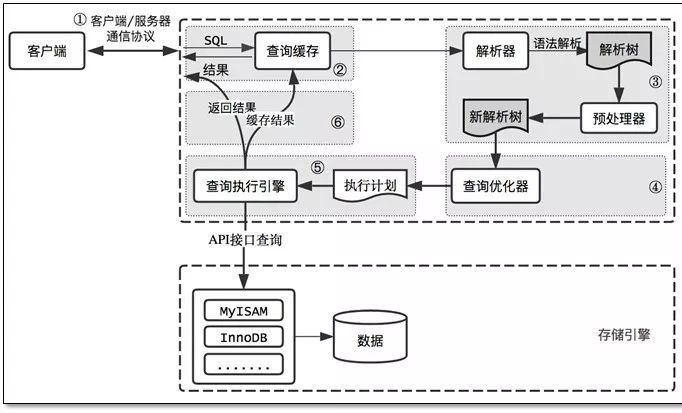 ① 客户端/服务器
通信协议
客户端
SQL
结果
查询缓存
②
解析器
语法解析
解析树
③
预处理器
新解析树
返回结果
缓存结果
⑥
⑤
查询执行引擎
执行计划
查询优化器
④
API接口查询
MyISAM
InnoDB
.......
数据
存储引擎